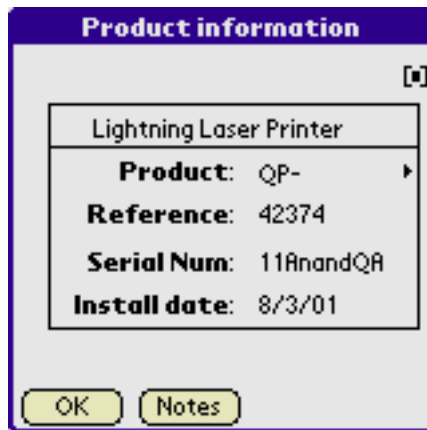 Product information
Lightning Laser Printer
Product: QP-
Reference: 42374
Serial Num: 11AnandQA
Install date: 8/3/01
OK Notes